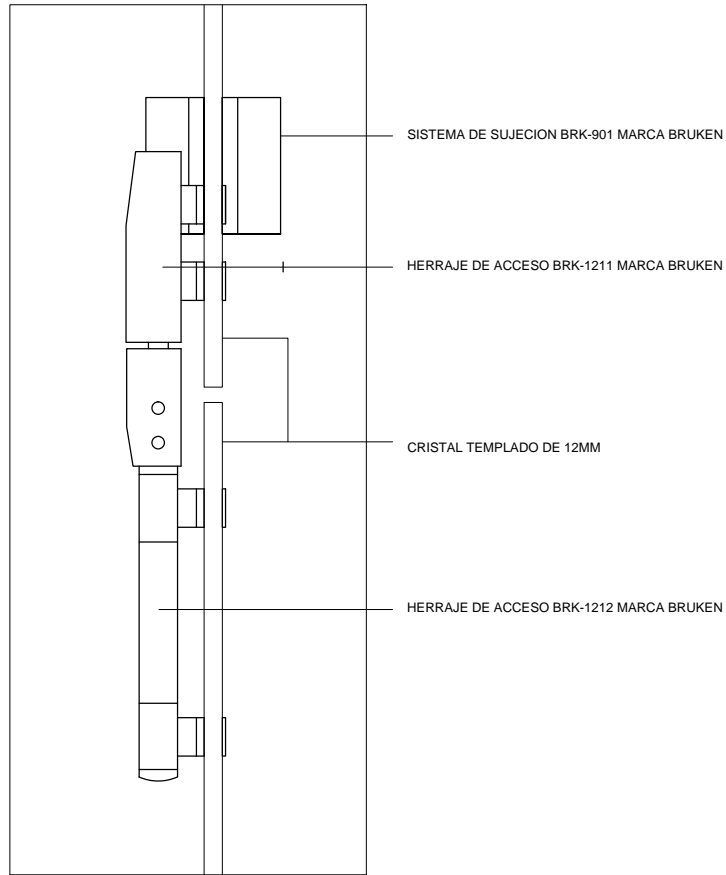 SISTEMA DE SUJECION BRK-901 MARCA BRUKEN
HERRAJE DE ACCESO BRK-1211 MARCA BRUKEN
CRISTAL TEMPLADO DE 12MM
HERRAJE DE ACCESO BRK-1212 MARCA BRUKEN